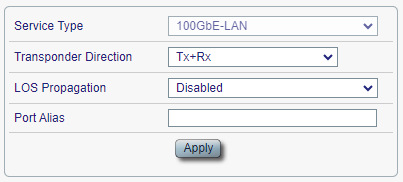 Service Type 100GbE-LAN
Transponder Direction Tx+Rx
LOS Propagation Disabled
Port Alias
Apply